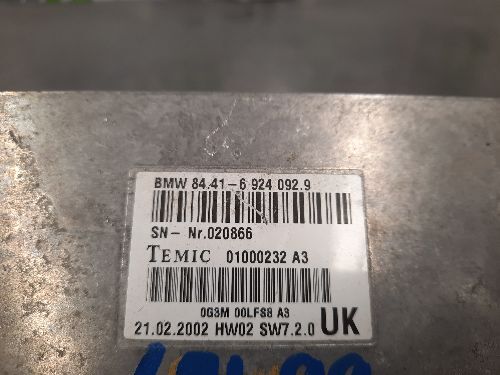 BMW 84.41-6 924 092.9
SN- Nr.020866
TEMIC 01000232 A3
0G3M 00LFS8 A3
21.02.2002 HW02 SW7.2.0 UK